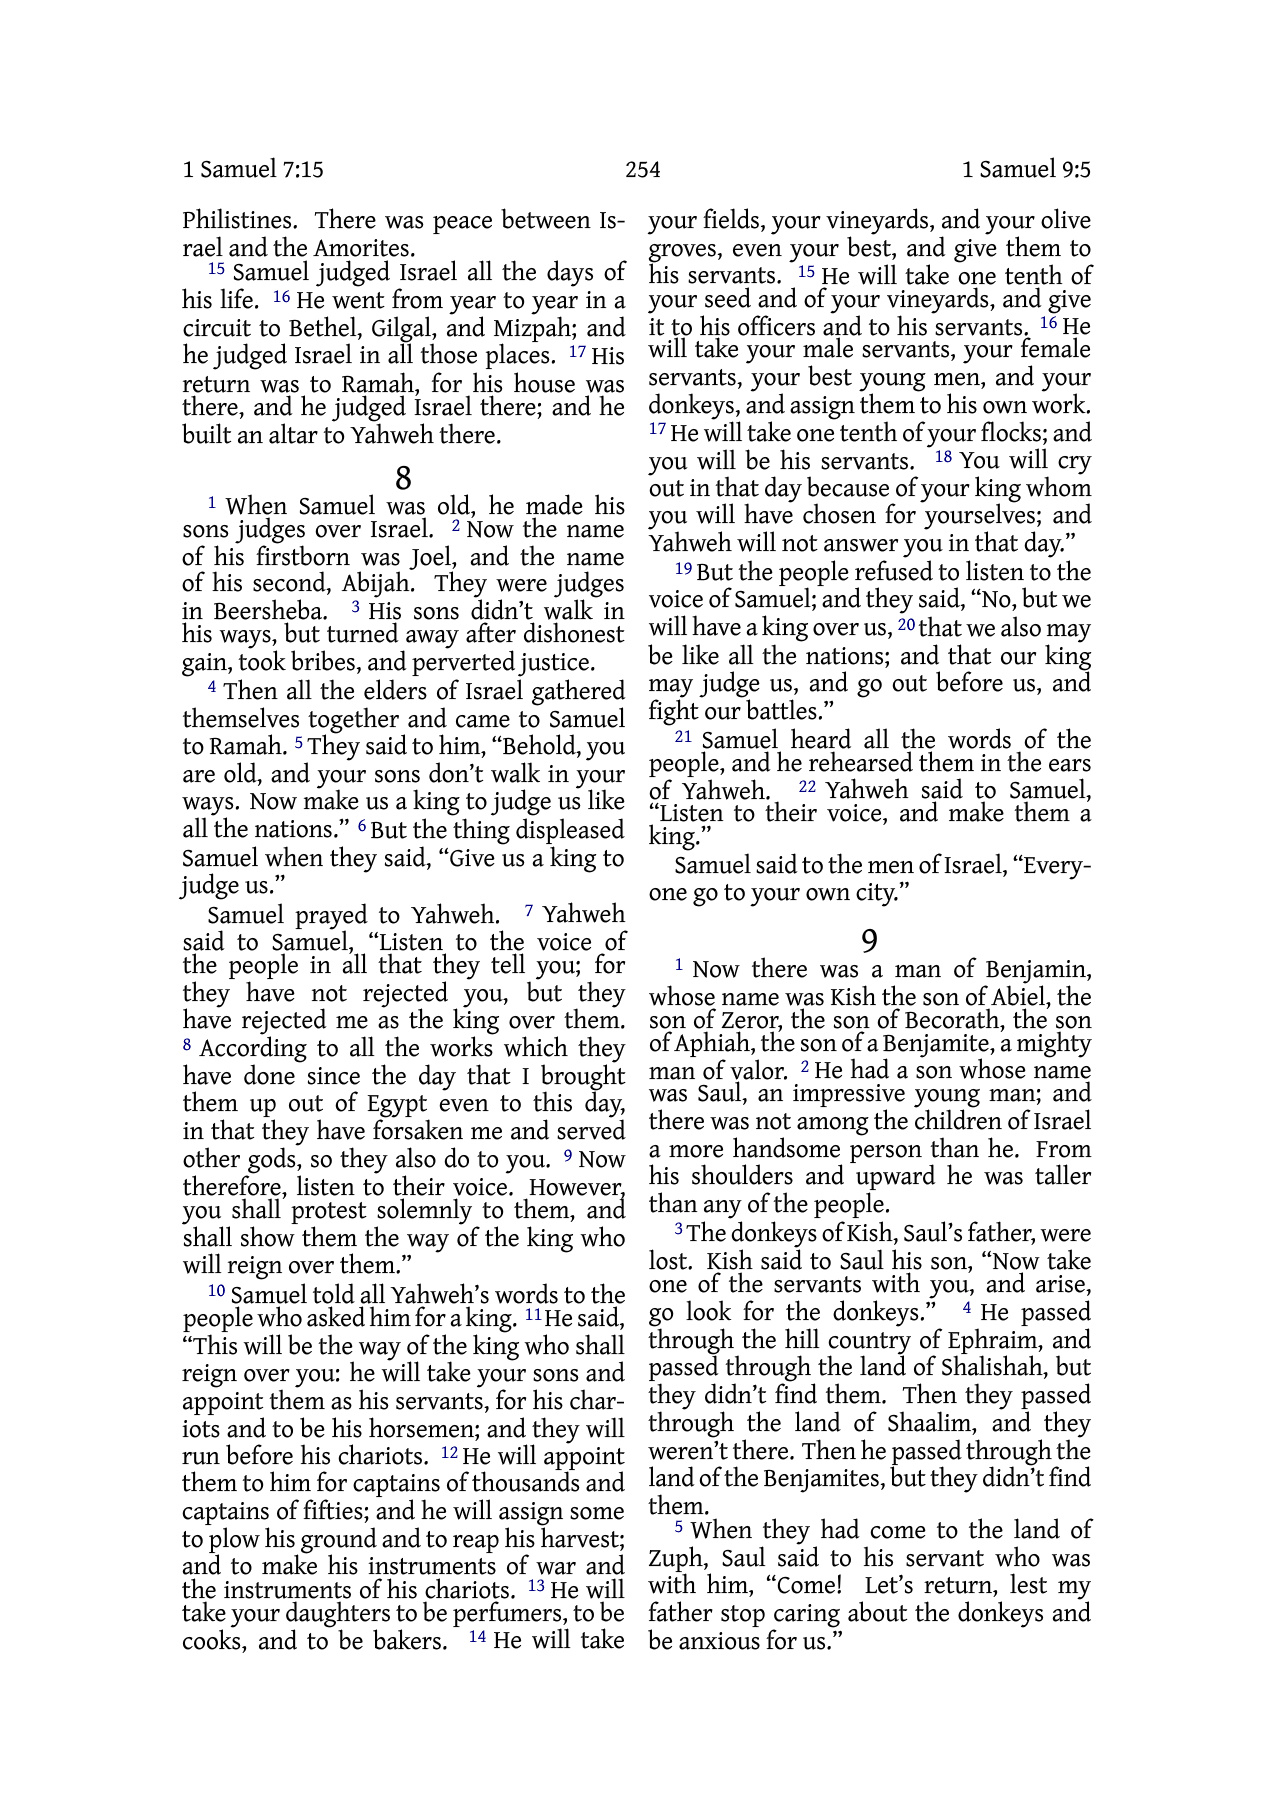 1 Samuel 7:15 254 1 Samuel 9:5
Philistines. There was peace between Is-
rael and the Amorites.
15 Samuel judged Israel all the days of
his life. 16 He went from year to year in a
circuit to Bethel, Gilgal, and Mizpah; and
he judged Israel in all those places. 17 His
return was to Ramah, for his house was
there, and he judged Israel there; and he
built an altar to Yahweh there.
8
1 When Samuel was old, he made his
sons judges over Israel. 2 Now the name
of his firstborn was Joel, and the name
of his second, Abijah. They were judges
in Beersheba. 3 His sons didn’t walk in
his ways, but turned away after dishonest
gain, took bribes, and perverted justice.
4 Then all the elders of Israel gathered
themselves together and came to Samuel
to Ramah. 5 They said to him, “Behold, you
are old, and your sons don’t walk in your
ways. Now make us a king to judge us like
all the nations.” 6 But the thing displeased
Samuel when they said, “Give us a king to
judge us.”
Samuel prayed to Yahweh. 7 Yahweh
said to Samuel, “Listen to the voice of
the people in all that they tell you; for
they have not rejected you, but they
have rejected me as the king over them.
8 According to all the works which they
have done since the day that I brought
them up out of Egypt even to this day,
in that they have forsaken me and served
other gods, so they also do to you. 9 Now
therefore, listen to their voice. However,
you shall protest solemnly to them, and
shall show them the way of the king who
will reign over them.”
10 Samuel told all Yahweh’s words to the
people who asked him for a king. 11 He said,
“This will be the way of the king who shall
reign over you: he will take your sons and
appoint them as his servants, for his char-
iots and to be his horsemen; and they will
run before his chariots. 12 He will appoint
them to him for captains of thousands and
captains of fifties; and he will assign some
to plow his ground and to reap his harvest;
and to make his instruments of war and
the instruments of his chariots. 13 He will
take your daughters to be perfumers, to be
cooks, and to be bakers. 14 He will take
your fields, your vineyards, and your olive
groves, even your best, and give them to
his servants. 15 He will take one tenth of
your seed and of your vineyards, and give
it to his officers and to his servants. 16 He
will take your male servants, your female
servants, your best young men, and your
donkeys, and assign them to his own work.
17 He will take one tenth of your flocks; and
you will be his servants. 18 You will cry
out in that day because of your king whom
you will have chosen for yourselves; and
Yahweh will not answer you in that day.”
19 But the people refused to listen to the
voice of Samuel; and they said, “No, but we
will have a king over us, 20 that we also may
be like all the nations; and that our king
may judge us, and go out before us, and
fight our battles.”
21 Samuel heard all the words of the
people, and he rehearsed them in the ears
of Yahweh. 22 Yahweh said to Samuel,
“Listen to their voice, and make them a
king.”
Samuel said to the men of Israel, “Every-
one go to your own city.”
9
1 Now there was a man of Benjamin,
whose name was Kish the son of Abiel, the
son of Zeror, the son of Becorath, the son
of Aphiah, the son of a Benjamite, a mighty
man of valor. 2 He had a son whose name
was Saul, an impressive young man; and
there was not among the children of Israel
a more handsome person than he. From
his shoulders and upward he was taller
than any of the people.
3 The donkeys of Kish, Saul’s father, were
lost. Kish said to Saul his son, “Now take
one of the servants with you, and arise,
go look for the donkeys.” 4 He passed
through the hill country of Ephraim, and
passed through the land of Shalishah, but
they didn’t find them. Then they passed
through the land of Shaalim, and they
weren’t there. Then he passed through the
land of the Benjamites, but they didn’t find
them.
5 When they had come to the land of
Zuph, Saul said to his servant who was
with him, “Come! Let’s return, lest my
father stop caring about the donkeys and
be anxious for us.”